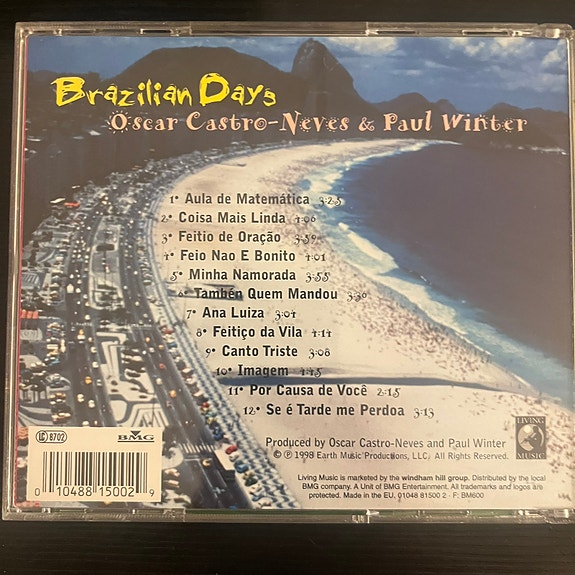 Brazilian Days
Oscar Castro-Neves & Paul Winter
1• Aula de Matemática 3:25
2• Coisa Mais Linda 4:06
3• Feitio de Oração 3:59
4• Feio Nao E Bonito 4:01
5• Minha Namorada 3:55
6• Também Quem Mandou 3:36
7• Ana Luiza 3:04
8• Feitiço da Vila 4:14
9• Canto Triste 3:08
10• Imagem 4:45
11• Por Causa de Você 2:15
12• Se é Tarde me Perdoa 3:13
Produced by Oscar Castro-Neves and Paul Winter
© ℗ 1998 Earth Music Productions, LLC, All Rights Reserved.
LIVING
MUSIC
LC 8702
BMG
0 10488 15002 9
Living Music is marketed by the windham hill group. Distributed by the local
BMG company. A Unit of BMG Entertainment. All trademarks and logos are
protected. Made in the EU. 01048 81500 2 · F: BM600